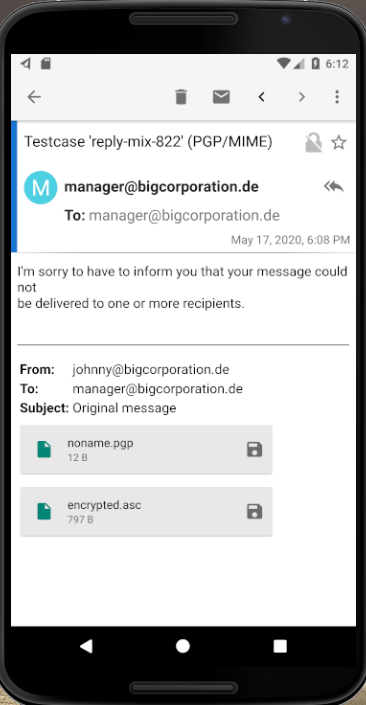 6:12
Testcase 'reply-mix-822' (PGP/MIME)
M
manager@bigcorporation.de
To: manager@bigcorporation.de
May 17, 2020, 6:08 PM
I'm sorry to have to inform you that your message could
not
be delivered to one or more recipients.
From: johnny@bigcorporation.de
To: manager@bigcorporation.de
Subject: Original message
noname.pgp
12 B
encrypted.asc
797 B